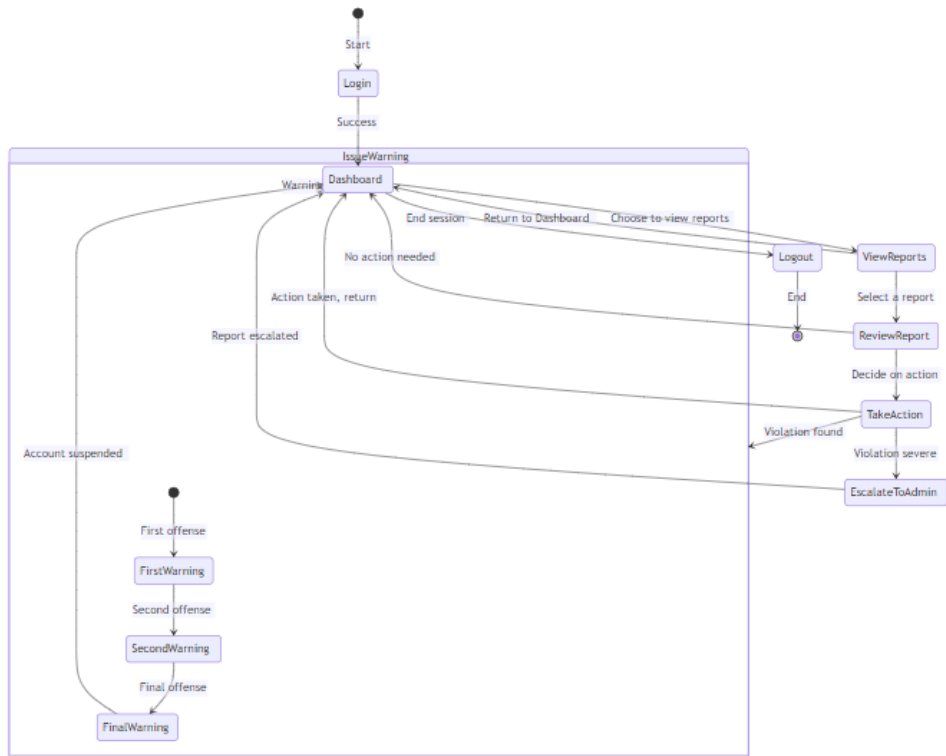 Start
Login
Success
IssueWarning
Dashboard
Warning
End session
Return to Dashboard
Choose to view reports
No action needed
Logout
ViewReports
Action taken, return
End
Select a report
Report escalated
ReviewReport
Decide on action
TakeAction
Violation found
Account suspended
Violation severe
EscalateToAdmin
First offense
FirstWarning
Second offense
SecondWarning
Final offense
FinalWarning